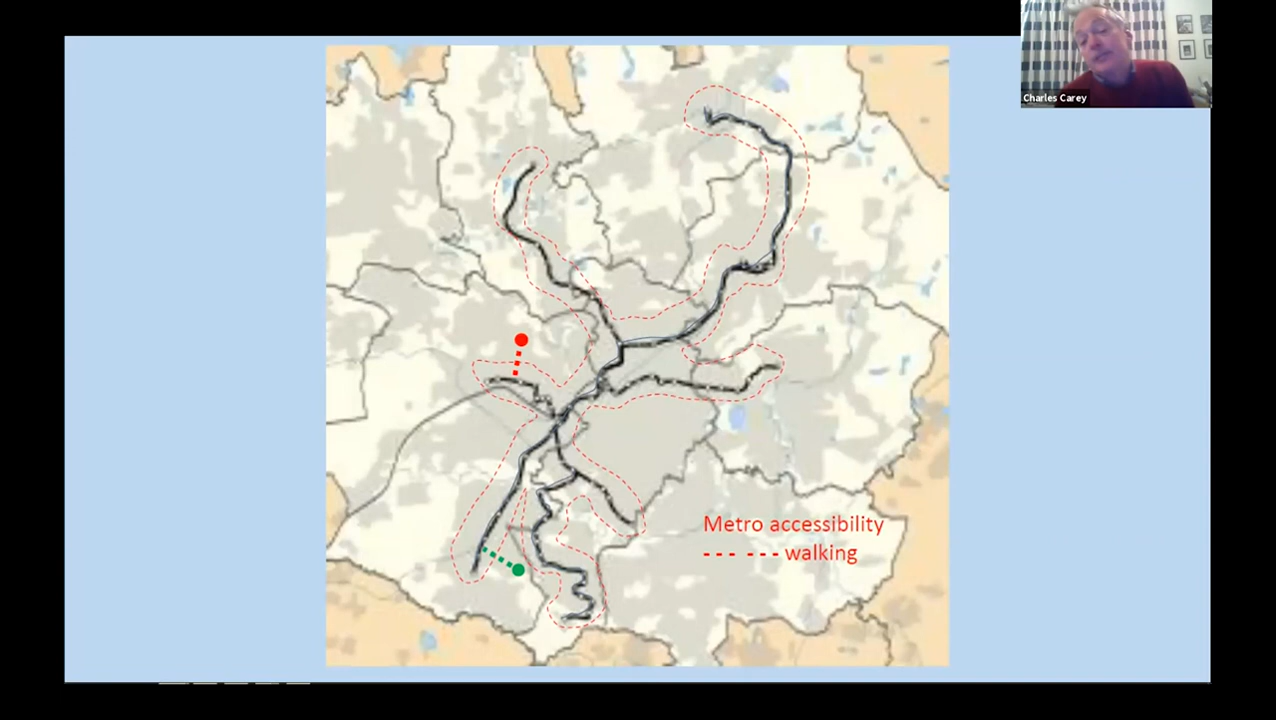 Charles Carey
Metro accessibility
--- --- walking